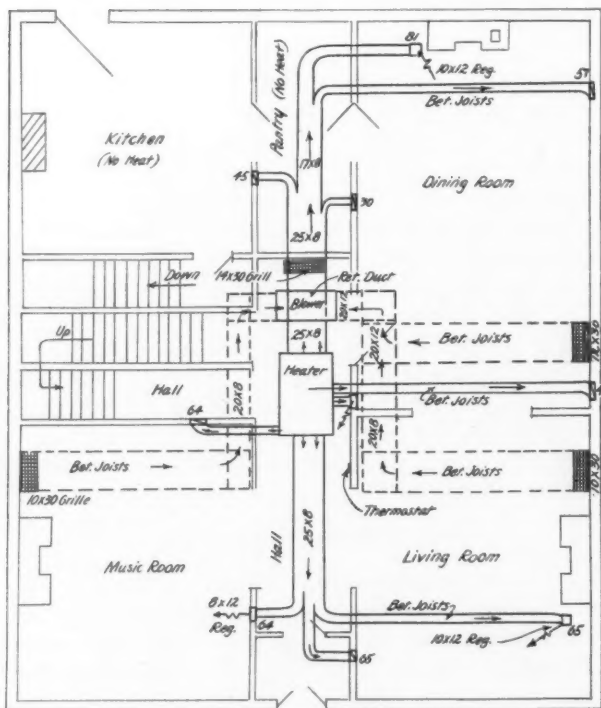 81
10X12 Reg.
57
Bet. Joists
Pantry (No Heat)
Kitchen
(No Heat)
17X8
45
30
Dining Room
25X8
Down
14X30 Grill
Ret. Duct
Blower
20X12
Up
25X8
20X12
Bet. Joists
Heater
Hall
20X8
Bet. Joists
64
20X8
Bet. Joists
Bet. Joists
10X30
10X30 Grille
Thermostat
25X8
Music Room
Hall
Living Room
8X12
Reg.
64
Bet. Joists
10X12 Reg.
65
65